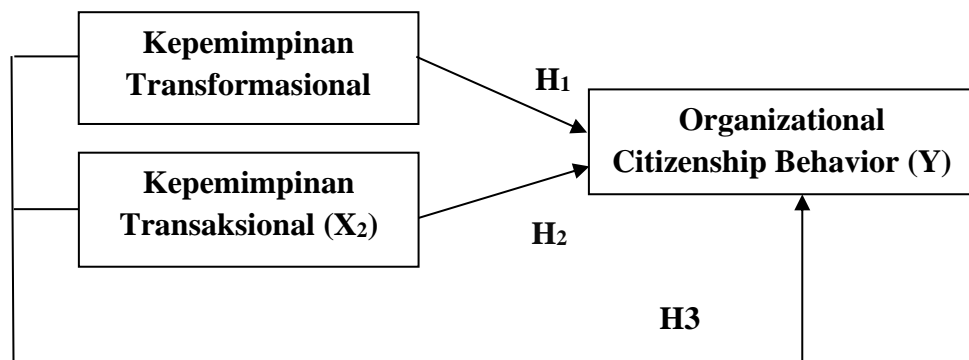 Kepemimpinan
Transformasional
H₁
Organizational
Citizenship Behavior (Y)
Kepemimpinan
Transaksional (X₂)
H₂
H3